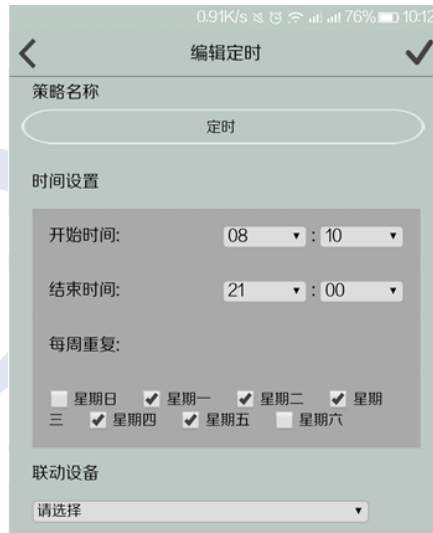 0.91K/s 76% 10:12
编辑定时
策略名称
定时
时间设置
开始时间: 08 : 10
结束时间: 21 : 00
每周重复:
星期日 星期一 星期二 星期
三 星期四 星期五 星期六
联动设备
请选择